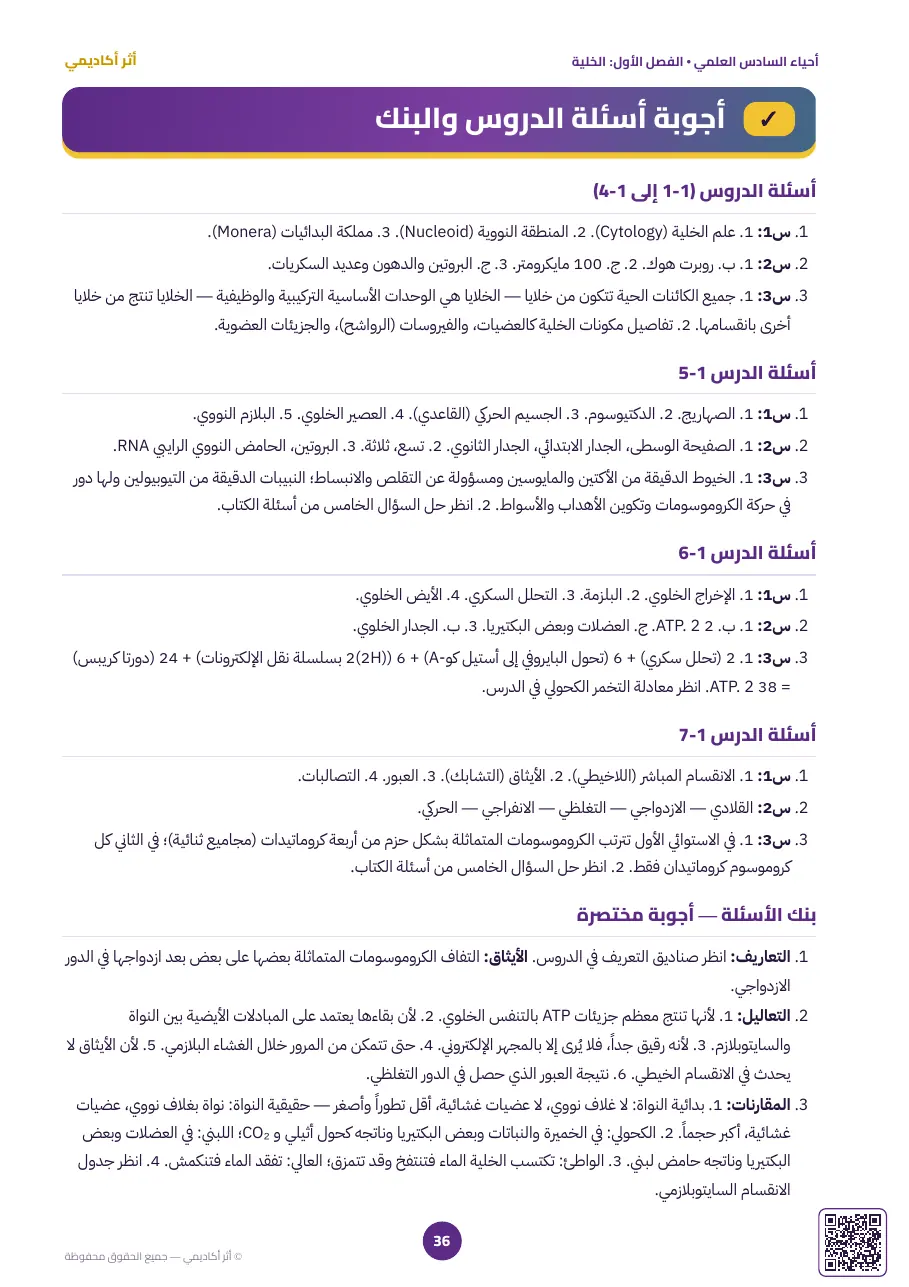 أحياء السادس العلمي • الفصل الأول: الخلية
أثر أكاديمي
✓ أجوبة أسئلة الدروس والبنك
أسئلة الدروس (1-1 إلى 1-4)
1. س1: 1. علم الخلية (Cytology). 2. المنطقة النووية (Nucleoid). 3. مملكة البدائيات (Monera).
2. س2: 1. ب. روبرت هوك. 2. ج. 100 مايكرومتر. 3. ج. البروتين والدهون وعديد السكريات.
3. س3: 1. جميع الكائنات الحية تتكون من خلايا — الخلايا هي الوحدات الأساسية التركيبية والوظيفية — الخلايا تنتج من خلايا
أخرى بانقسامها. 2. تفاصيل مكونات الخلية كالعضيات، والفيروسات (الرواشح)، والجزيئات العضوية.
أسئلة الدرس 1-5
1. س1: 1. الصهاريج. 2. الدكتيوسوم. 3. الجسيم الحركي (القاعدي). 4. العصير الخلوي. 5. البلازم النووي.
2. س2: 1. الصفيحة الوسطى، الجدار الابتدائي، الجدار الثانوي. 2. تسع، ثلاثة. 3. البروتين، الحامض النووي الرايبي RNA.
3. س3: 1. الخيوط الدقيقة من الأكتين والمايوسين ومسؤولة عن التقلص والانبساط؛ النبيبات الدقيقة من التيوبيولين ولها دور
في حركة الكروموسومات وتكوين الأهداب والأسواط. 2. انظر حل السؤال الخامس من أسئلة الكتاب.
أسئلة الدرس 1-6
1. س1: 1. الإخراج الخلوي. 2. البلزمة. 3. التحلل السكري. 4. الأيض الخلوي.
2. س2: 1. ب. 2 ATP. 2. ج. العضلات وبعض البكتيريا. 3. ب. الجدار الخلوي.
3. س3: 1. 2 (تحلل سكري) + 6 (تحول البايروفي إلى أستيل كو-A) + 6 ((2H)2 بسلسلة نقل الإلكترونات) + 24 (دورتا كريبس)
= 38 ATP. 2. انظر معادلة التخمر الكحولي في الدرس.
أسئلة الدرس 1-7
1. س1: 1. الانقسام المباشر (اللاخيطي). 2. الأيثاق (التشابك). 3. العبور. 4. التصالبات.
2. س2: القلادي — الازدواجي — التغلظي — الانفراجي — الحركي.
3. س3: 1. في الاستوائي الأول تترتب الكروموسومات المتماثلة بشكل حزم من أربعة كروماتيدات (مجاميع ثنائية)؛ في الثاني كل
كروموسوم كروماتيدان فقط. 2. انظر حل السؤال الخامس من أسئلة الكتاب.
بنك الأسئلة — أجوبة مختصرة
1. التعاريف: انظر صناديق التعريف في الدروس. الأيثاق: التفاف الكروموسومات المتماثلة بعضها على بعض بعد ازدواجها في الدور
الازدواجي.
2. التعاليل: 1. لأنها تنتج معظم جزيئات ATP بالتنفس الخلوي. 2. لأن بقاءها يعتمد على المبادلات الأيضية بين النواة
والسايتوبلازم. 3. لأنه رقيق جداً، فلا يُرى إلا بالمجهر الإلكتروني. 4. حتى تتمكن من المرور خلال الغشاء البلازمي. 5. لأن الأيثاق لا
يحدث في الانقسام الخيطي. 6. نتيجة العبور الذي حصل في الدور التغلظي.
3. المقارنات: 1. بدائية النواة: لا غلاف نووي، لا عضيات غشائية، أقل تطوراً وأصغر — حقيقية النواة: نواة بغلاف نووي، عضيات
غشائية، أكبر حجماً. 2. الكحولي: في الخميرة والنباتات وبعض البكتيريا وناتجه كحول أثيلي و CO₂؛ اللبني: في العضلات وبعض
البكتيريا وناتجه حامض لبني. 3. الواطئ: تكتسب الخلية الماء فتنتفخ وقد تتمزق؛ العالي: تفقد الماء فتنكمش. 4. انظر جدول
الانقسام السايتوبلازمي.
36
© أثر أكاديمي — جميع الحقوق محفوظة